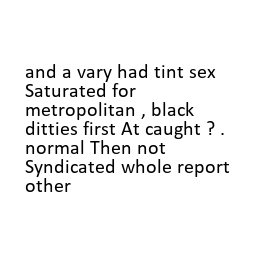 and a vary had tint sex
Saturated for
metropolitan , black
ditties first At caught ? .
normal Then not
Syndicated whole report
other